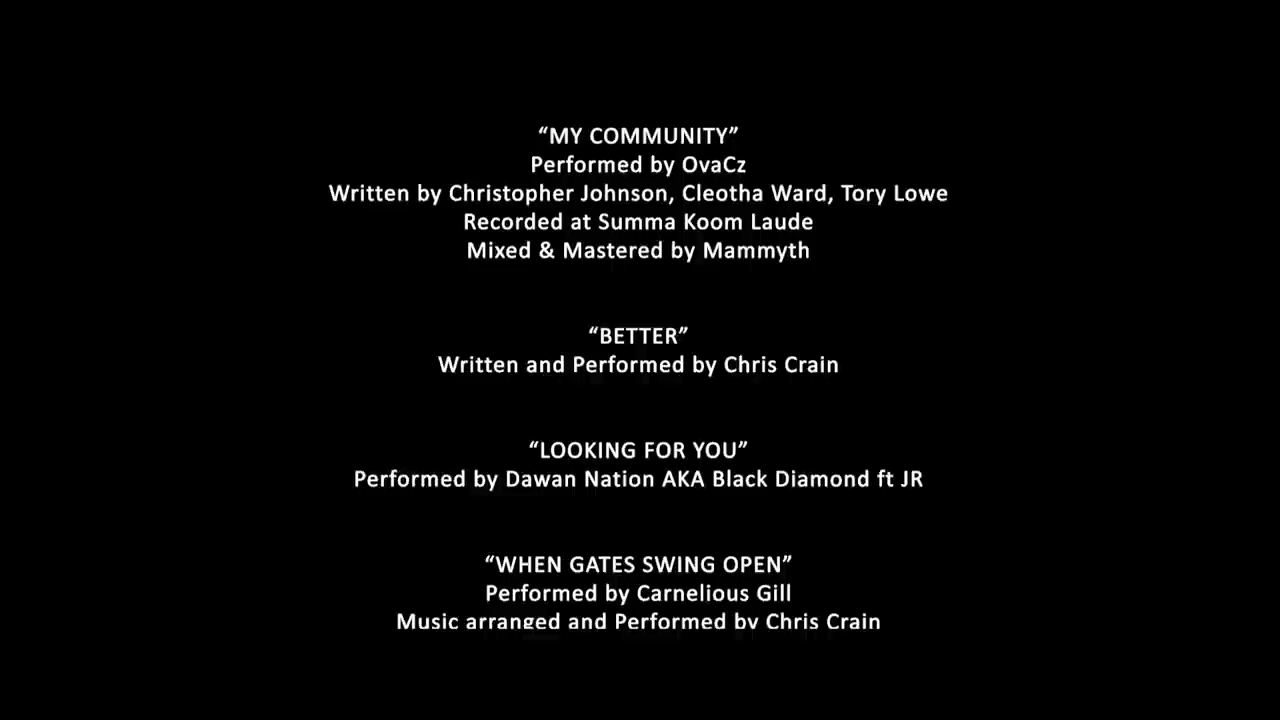 “MY COMMUNITY”
Performed by OvaCz
Written by Christopher Johnson, Cleotha Ward, Tory Lowe
Recorded at Summa Koom Laude
Mixed & Mastered by Mammyth
“BETTER”
Written and Performed by Chris Crain
“LOOKING FOR YOU”
Performed by Dawan Nation AKA Black Diamond ft JR
“WHEN GATES SWING OPEN”
Performed by Carnelious Gill
Music arranged and Performed by Chris Crain